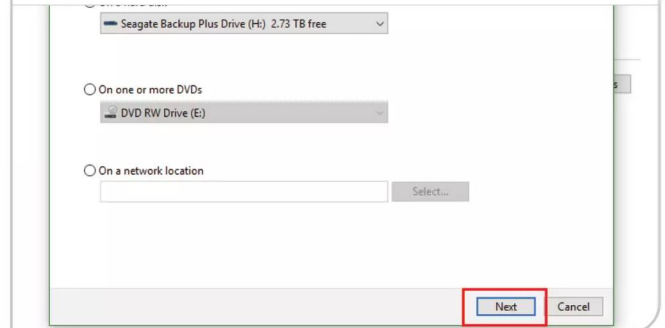 Seagate Backup Plus Drive (H:) 2.73 TB free
On one or more DVDs
DVD RW Drive (E:)
On a network location
Select...
Next Cancel